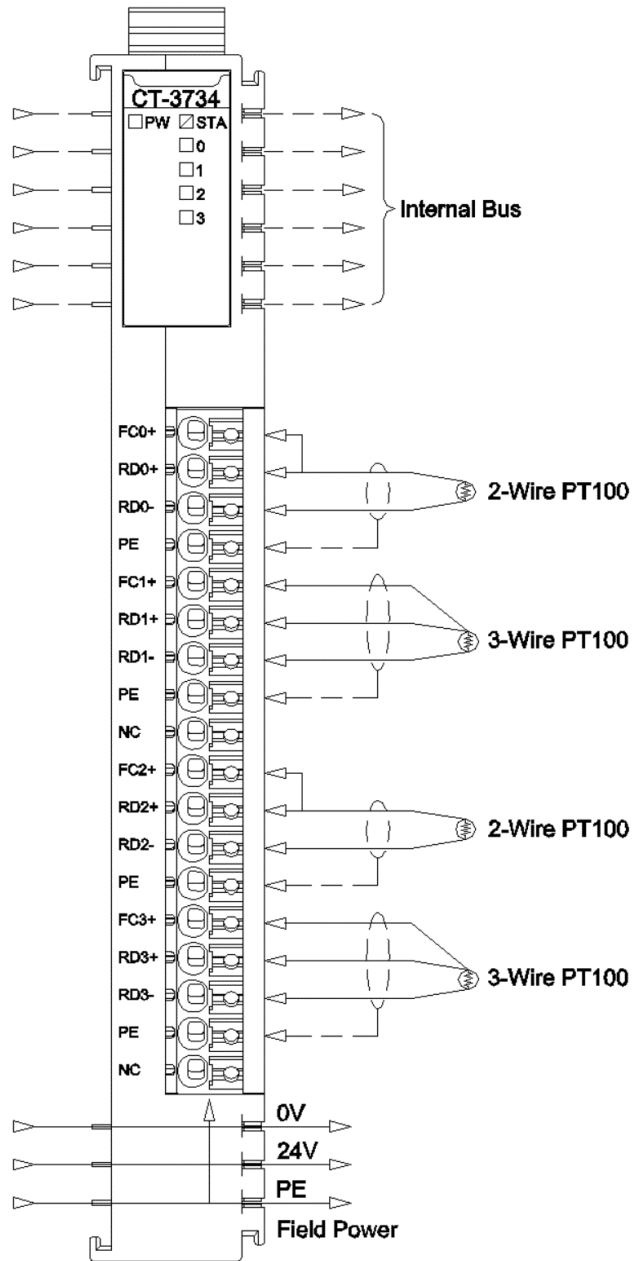 CT-3734
PW STA
0
1
2
3
Internal Bus
FC0+
RD0+
RD0-
2-Wire PT100
PE
FC1+
RD1+
RD1-
3-Wire PT100
PE
NC
FC2+
RD2+
RD2-
2-Wire PT100
PE
FC3+
RD3+
RD3-
3-Wire PT100
PE
NC
0V
24V
PE
Field Power